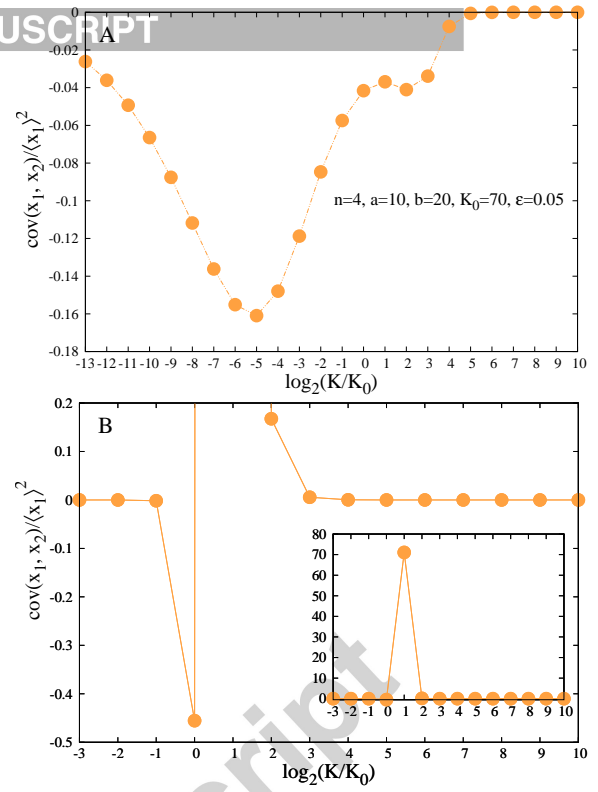 USCRIPT
A
0
-0.02
-0.04
-0.06
-0.08
-0.1
-0.12
-0.14
-0.16
-0.18
cov(x₁, x₂)/⟨x₁⟩²
n=4, a=10, b=20, K₀=70, ε=0.05
-13 -12 -11 -10 -9 -8 -7 -6 -5 -4 -3 -2 -1 0 1 2 3 4 5 6 7 8 9 10
log₂(K/K₀)
B
0.2
0.1
0
-0.1
-0.2
-0.3
-0.4
-0.5
cov(x₁, x₂)/⟨x₁⟩²
80
70
60
50
40
30
20
10
0
-3 -2 -1 0 1 2 3 4 5 6 7 8 9 10
-3 -2 -1 0 1 2 3 4 5 6 7 8 9 10
log₂(K/K₀)
cript